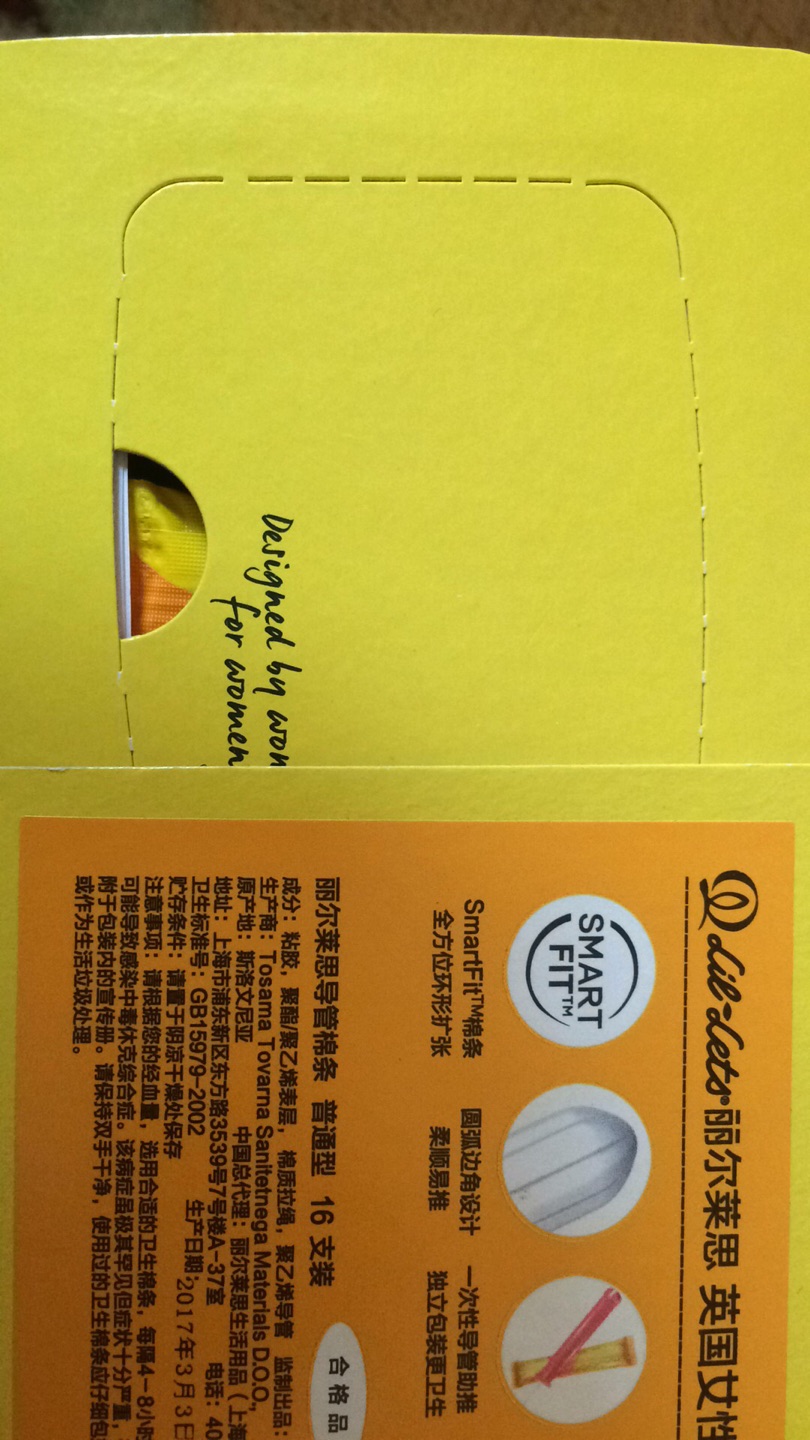 Designed by
for women
Lil-Lets 丽尔莱思 英国女性
SMART
FIT™
SmartFit™棉条
全方位环形扩张
圆弧边角设计
柔顺易推
一次性导管助推
独立包装更卫生
丽尔莱思导管棉条 普通型 16 支装
合格品
成分：粘胶，聚酯/聚乙烯表层，棉质拉绳，聚乙烯导管 监制出品：
生产商：Tosama Tovarna Sanitetnega Materials D.O.O.,
原产地：斯洛文尼亚 中国总代理：丽尔莱思生活用品（上海
地址：上海市浦东新区东方路3539号7号楼A-37室 电话：40
卫生标准号：GB15979-2002 生产日期：2017年3月3日
贮存条件：请置于阴凉干燥处保存
注意事项：请根据您的经血量，选用合适的卫生棉条，每隔4-8小时
可能导致感染中毒休克综合症。该病症虽极其罕见但症状十分严重，
附于包装内的宣传册。请保持双手干净，使用过的卫生棉条应仔细包
或作为生活垃圾处理。